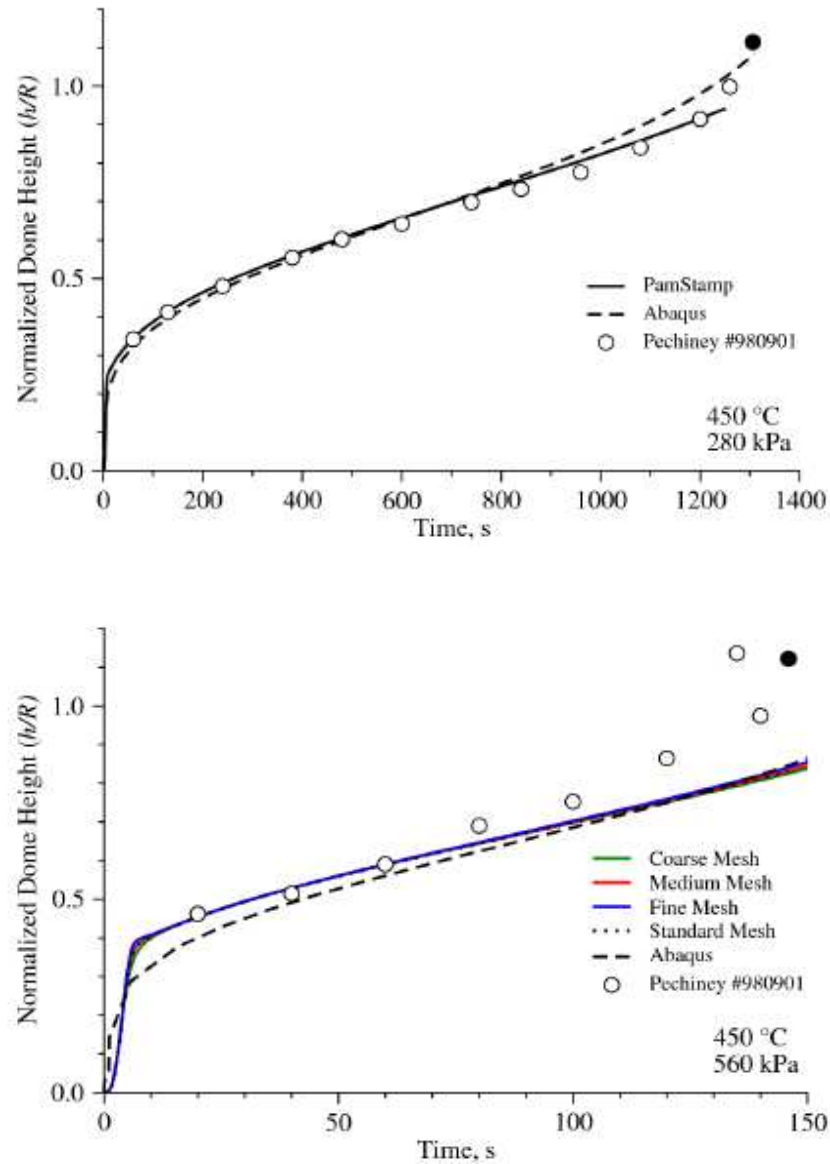 Normalized Dome Height (h/R)
1.0
0.5
0.0
PamStamp
Abaqus
Pechiney #980901
450 °C
280 kPa
0 200 400 600 800 1000 1200 1400
Time, s
Normalized Dome Height (h/R)
1.0
0.5
0.0
Coarse Mesh
Medium Mesh
Fine Mesh
Standard Mesh
Abaqus
Pechiney #980901
450 °C
560 kPa
0 50 100 150
Time, s